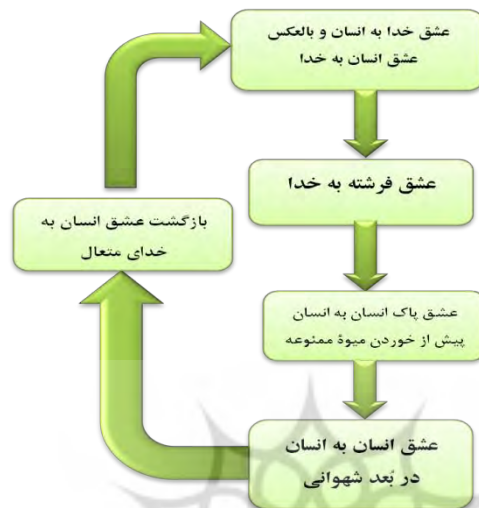 عشق خدا به انسان و بالعکس
عشق انسان به خدا
عشق فرشته به خدا
عشق پاک انسان به انسان
پیش از خوردن میوهٔ ممنوعه
عشق انسان به انسان
در بُعد شهوانی
بازگشت عشق انسان به
خدای متعال